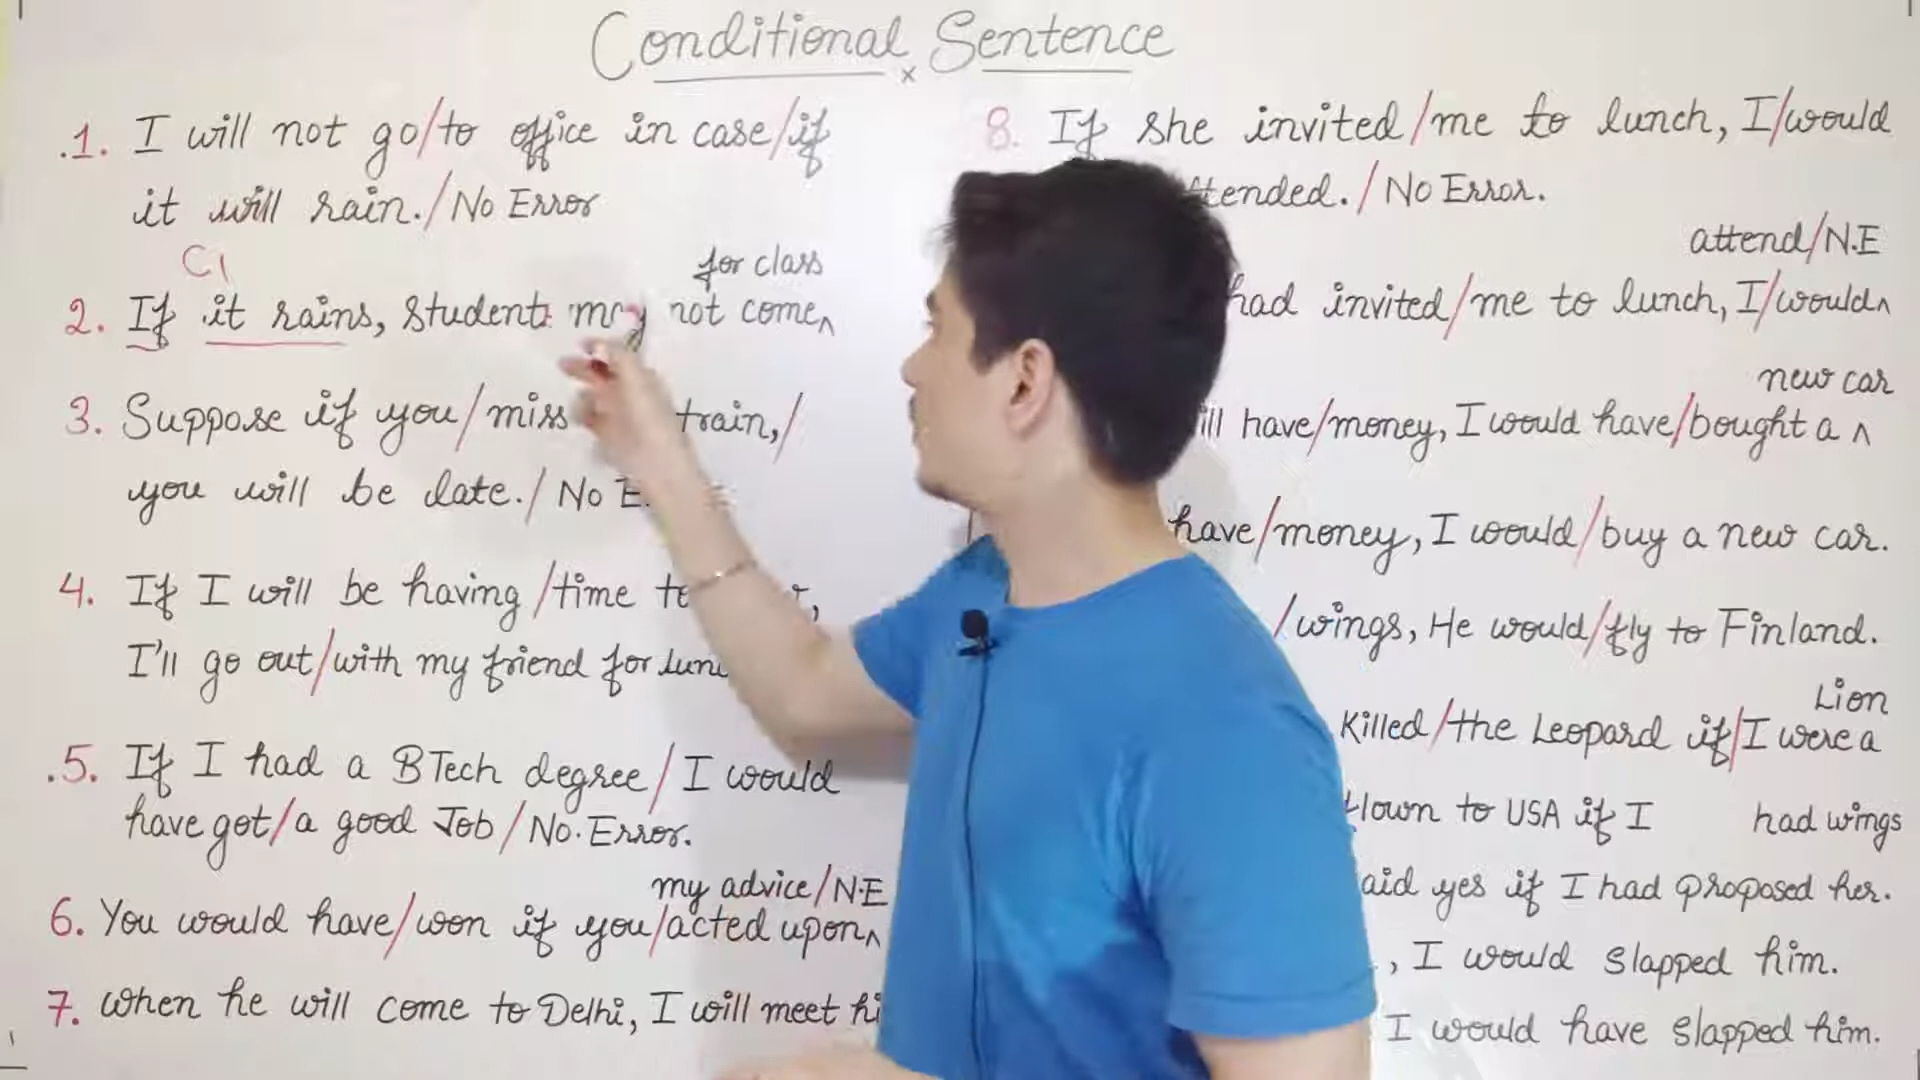 Conditional Sentence
x
.1. I will not go/to office in case/if
it will rain./No Error
C1
for class
2. If it rains, Students may not come^
3. Suppose if you/miss train,/
you will be late./ No
4. If I will be having/time
I'll go out/with my friend for
.5. If I had a BTech degree/I would
have got/a good Job/No.Error.
my advice/N.E
6. You would have/won if you/acted upon^
7. When he will come to Delhi, I will meet
8. If she invited/me to lunch, I/would
/No Error.
attend/N.E
had invited/me to lunch, I/would^
new car
have/money, I would have/bought a ^
have/money, I would/buy a new car.
/wings, He would/fly to Finland.
Lion
Killed/the Leopard if/I were a
to USA if I had wings
yes if I had proposed her.
, I would slapped him.
I would have slapped him.